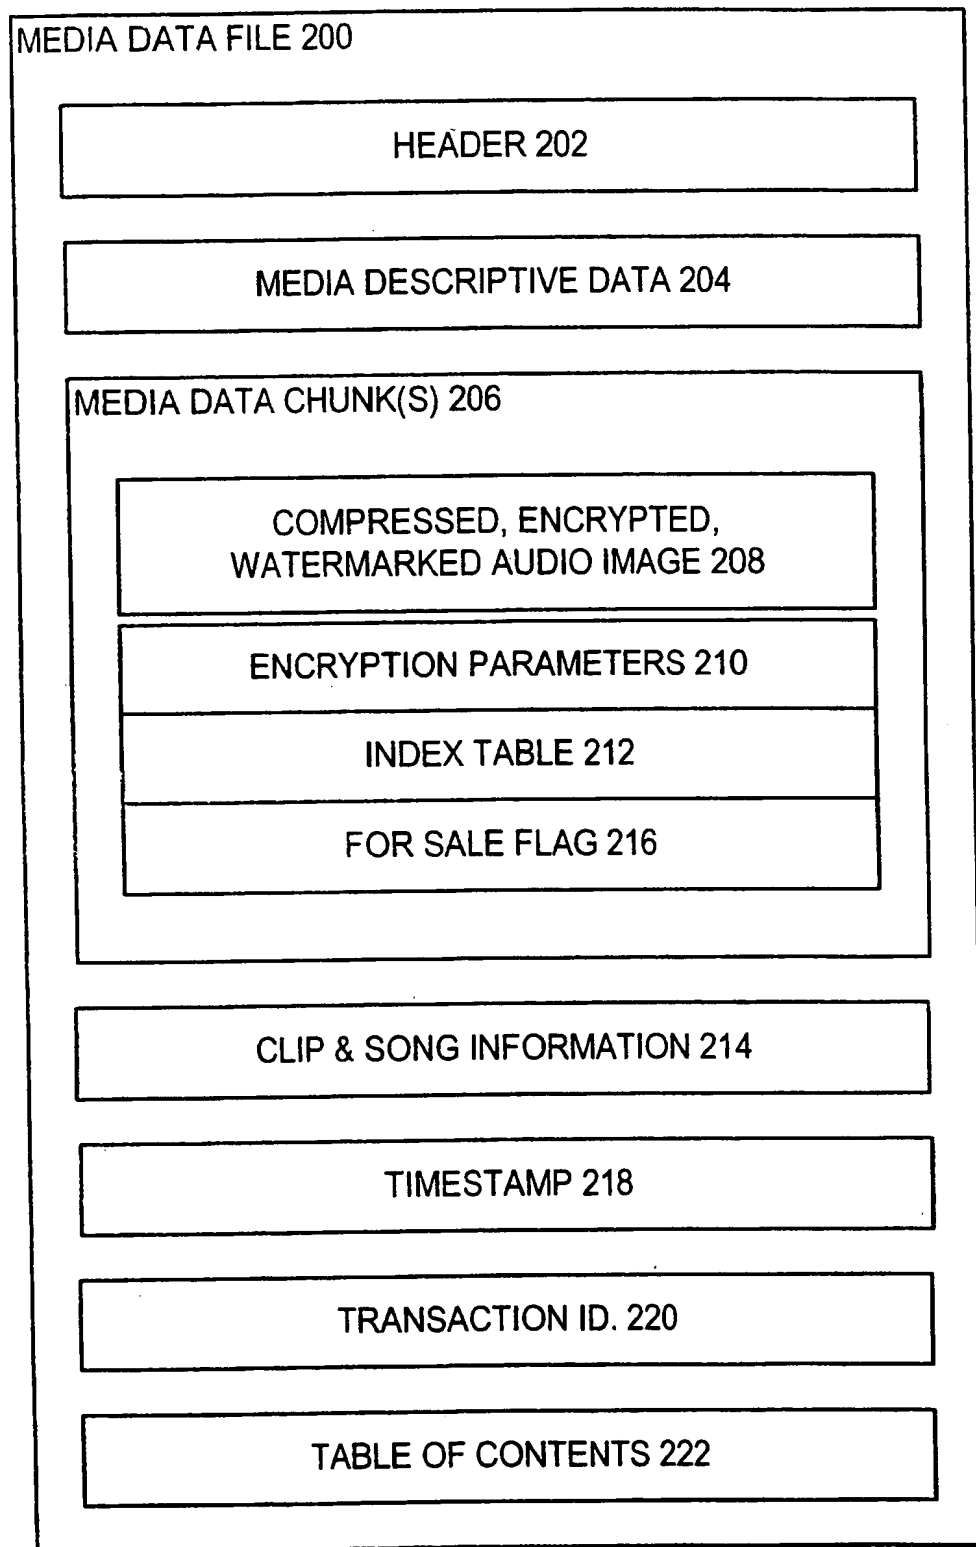 MEDIA DATA FILE 200
HEADER 202
MEDIA DESCRIPTIVE DATA 204
MEDIA DATA CHUNK(S) 206
COMPRESSED, ENCRYPTED,
WATERMARKED AUDIO IMAGE 208
ENCRYPTION PARAMETERS 210
INDEX TABLE 212
FOR SALE FLAG 216
CLIP & SONG INFORMATION 214
TIMESTAMP 218
TRANSACTION ID. 220
TABLE OF CONTENTS 222